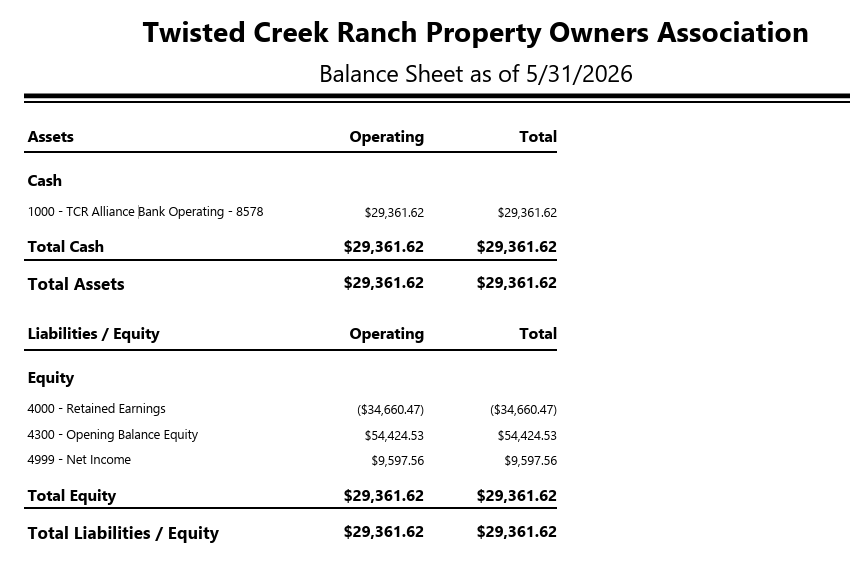 Twisted Creek Ranch Property Owners Association
Balance Sheet as of 5/31/2026
Assets Operating Total
Cash
1000 - TCR Alliance Bank Operating - 8578 $29,361.62 $29,361.62
Total Cash $29,361.62 $29,361.62
Total Assets $29,361.62 $29,361.62
Liabilities / Equity Operating Total
Equity
4000 - Retained Earnings ($34,660.47) ($34,660.47)
4300 - Opening Balance Equity $54,424.53 $54,424.53
4999 - Net Income $9,597.56 $9,597.56
Total Equity $29,361.62 $29,361.62
Total Liabilities / Equity $29,361.62 $29,361.62